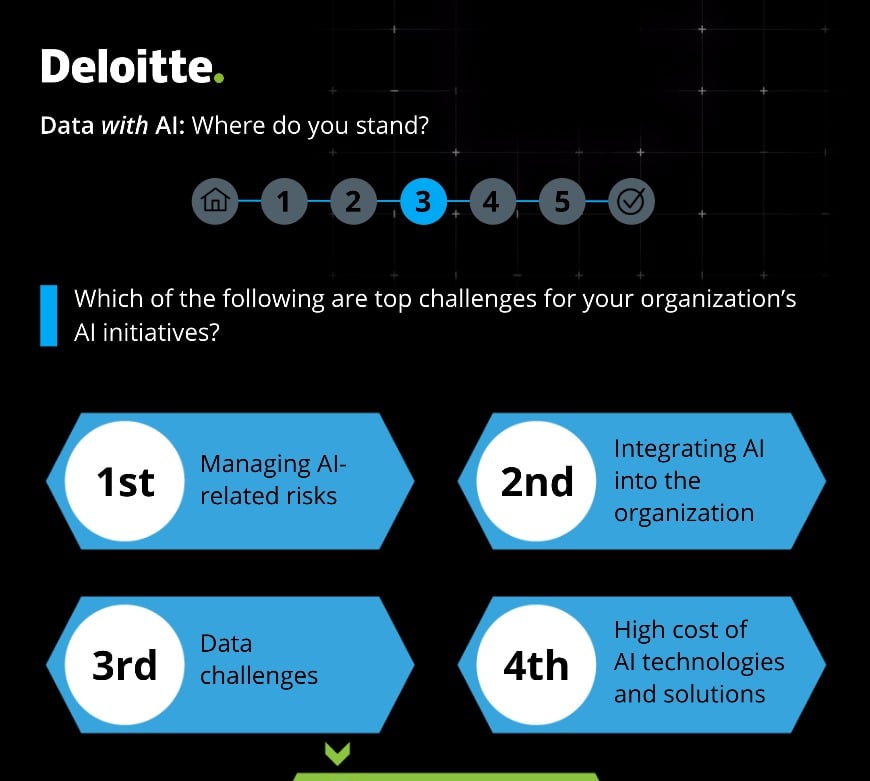 Deloitte.
Data with AI: Where do you stand?
1 2 3 4 5
Which of the following are top challenges for your organization’s
AI initiatives?
1st
Managing AI-
related risks
2nd
Integrating AI
into the
organization
3rd
Data
challenges
4th
High cost of
AI technologies
and solutions